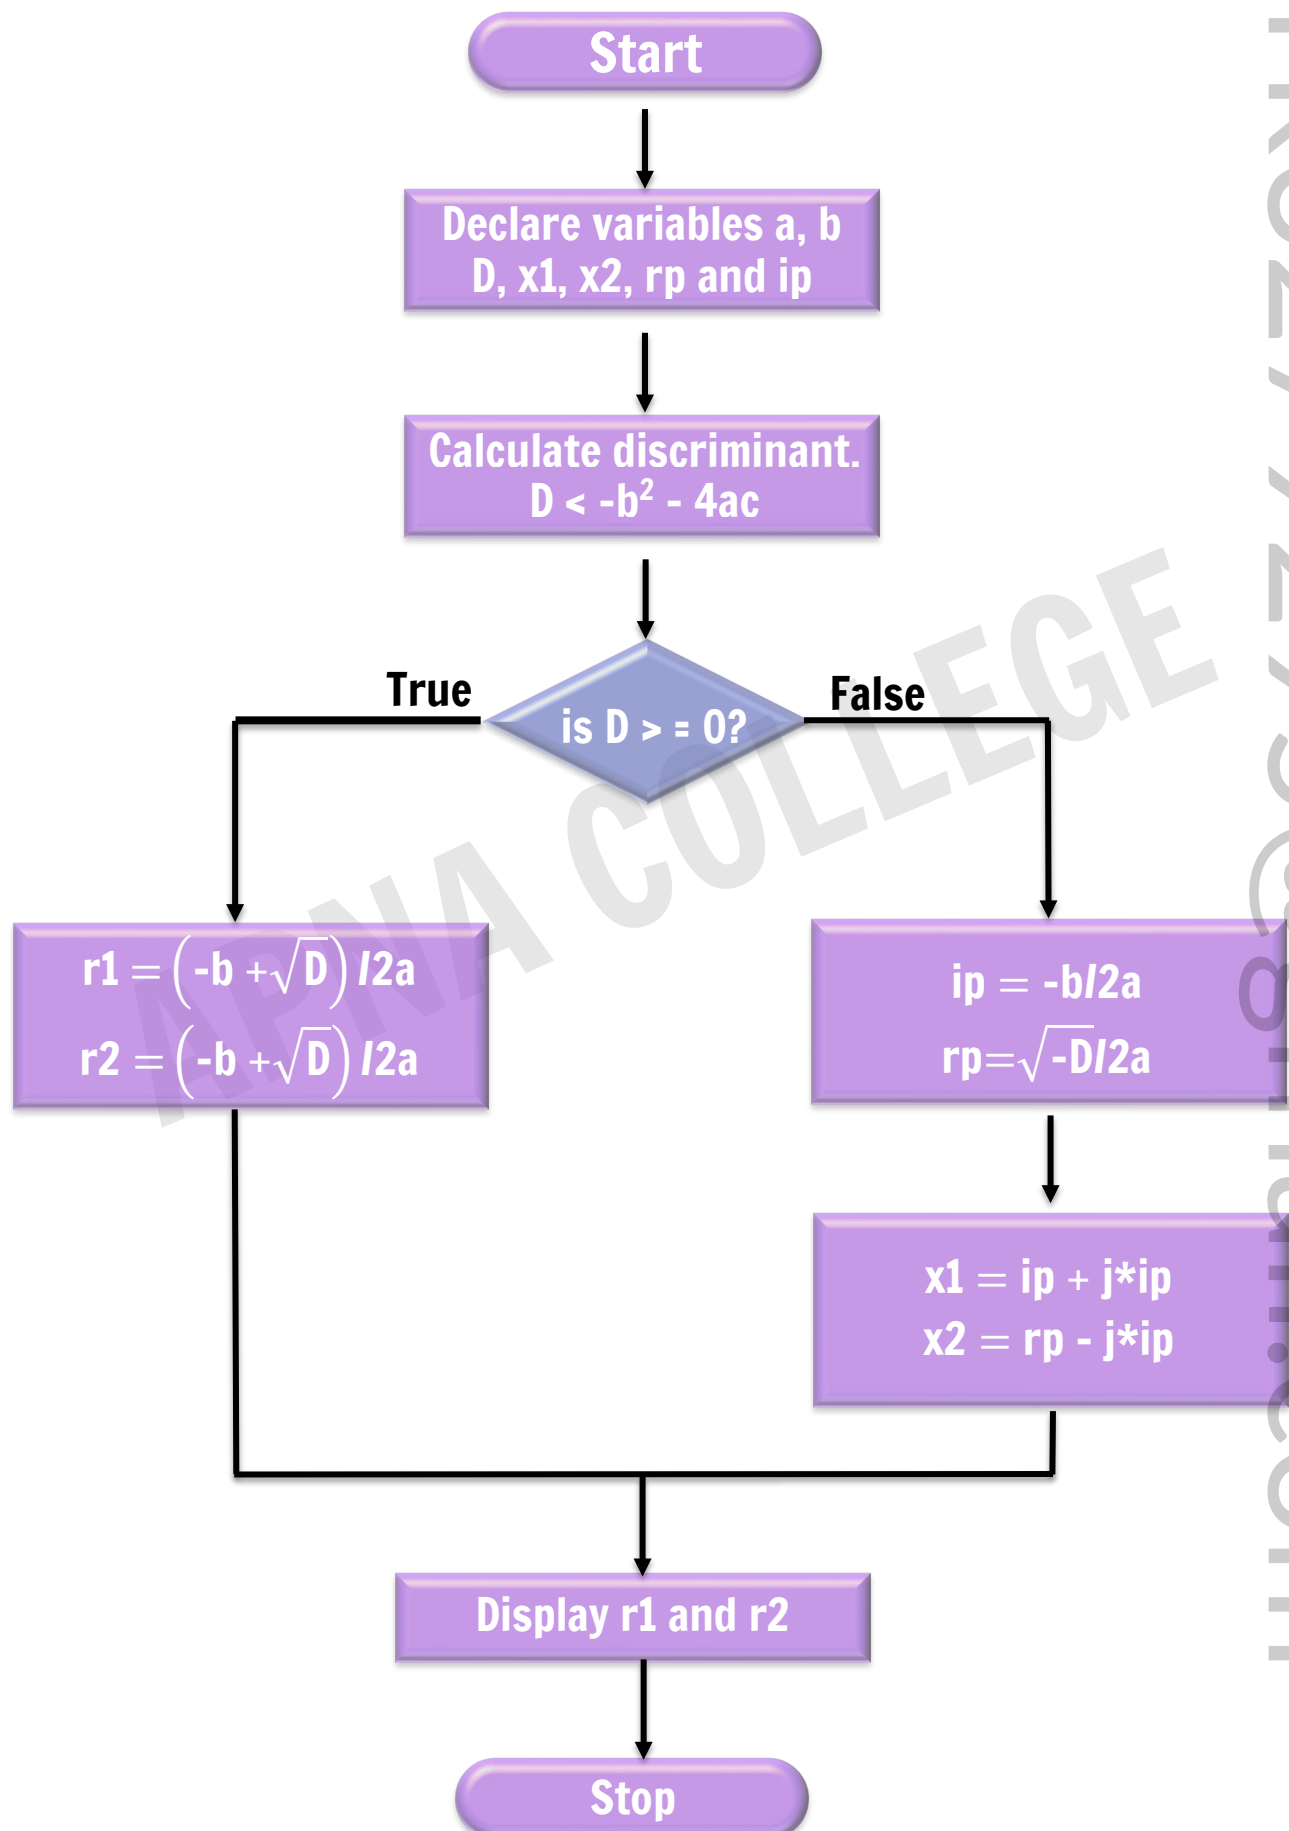 Start
Declare variables a, b
D, x1, x2, rp and ip
Calculate discriminant.
D < -b² - 4ac
True
False
is D > = 0?
r1 = (-b +√D) /2a
r2 = (-b +√D) /2a
ip = -b/2a
rp=√-D/2a
x1 = ip + j*ip
x2 = rp - j*ip
Display r1 and r2
Stop
APNA COLLEGE